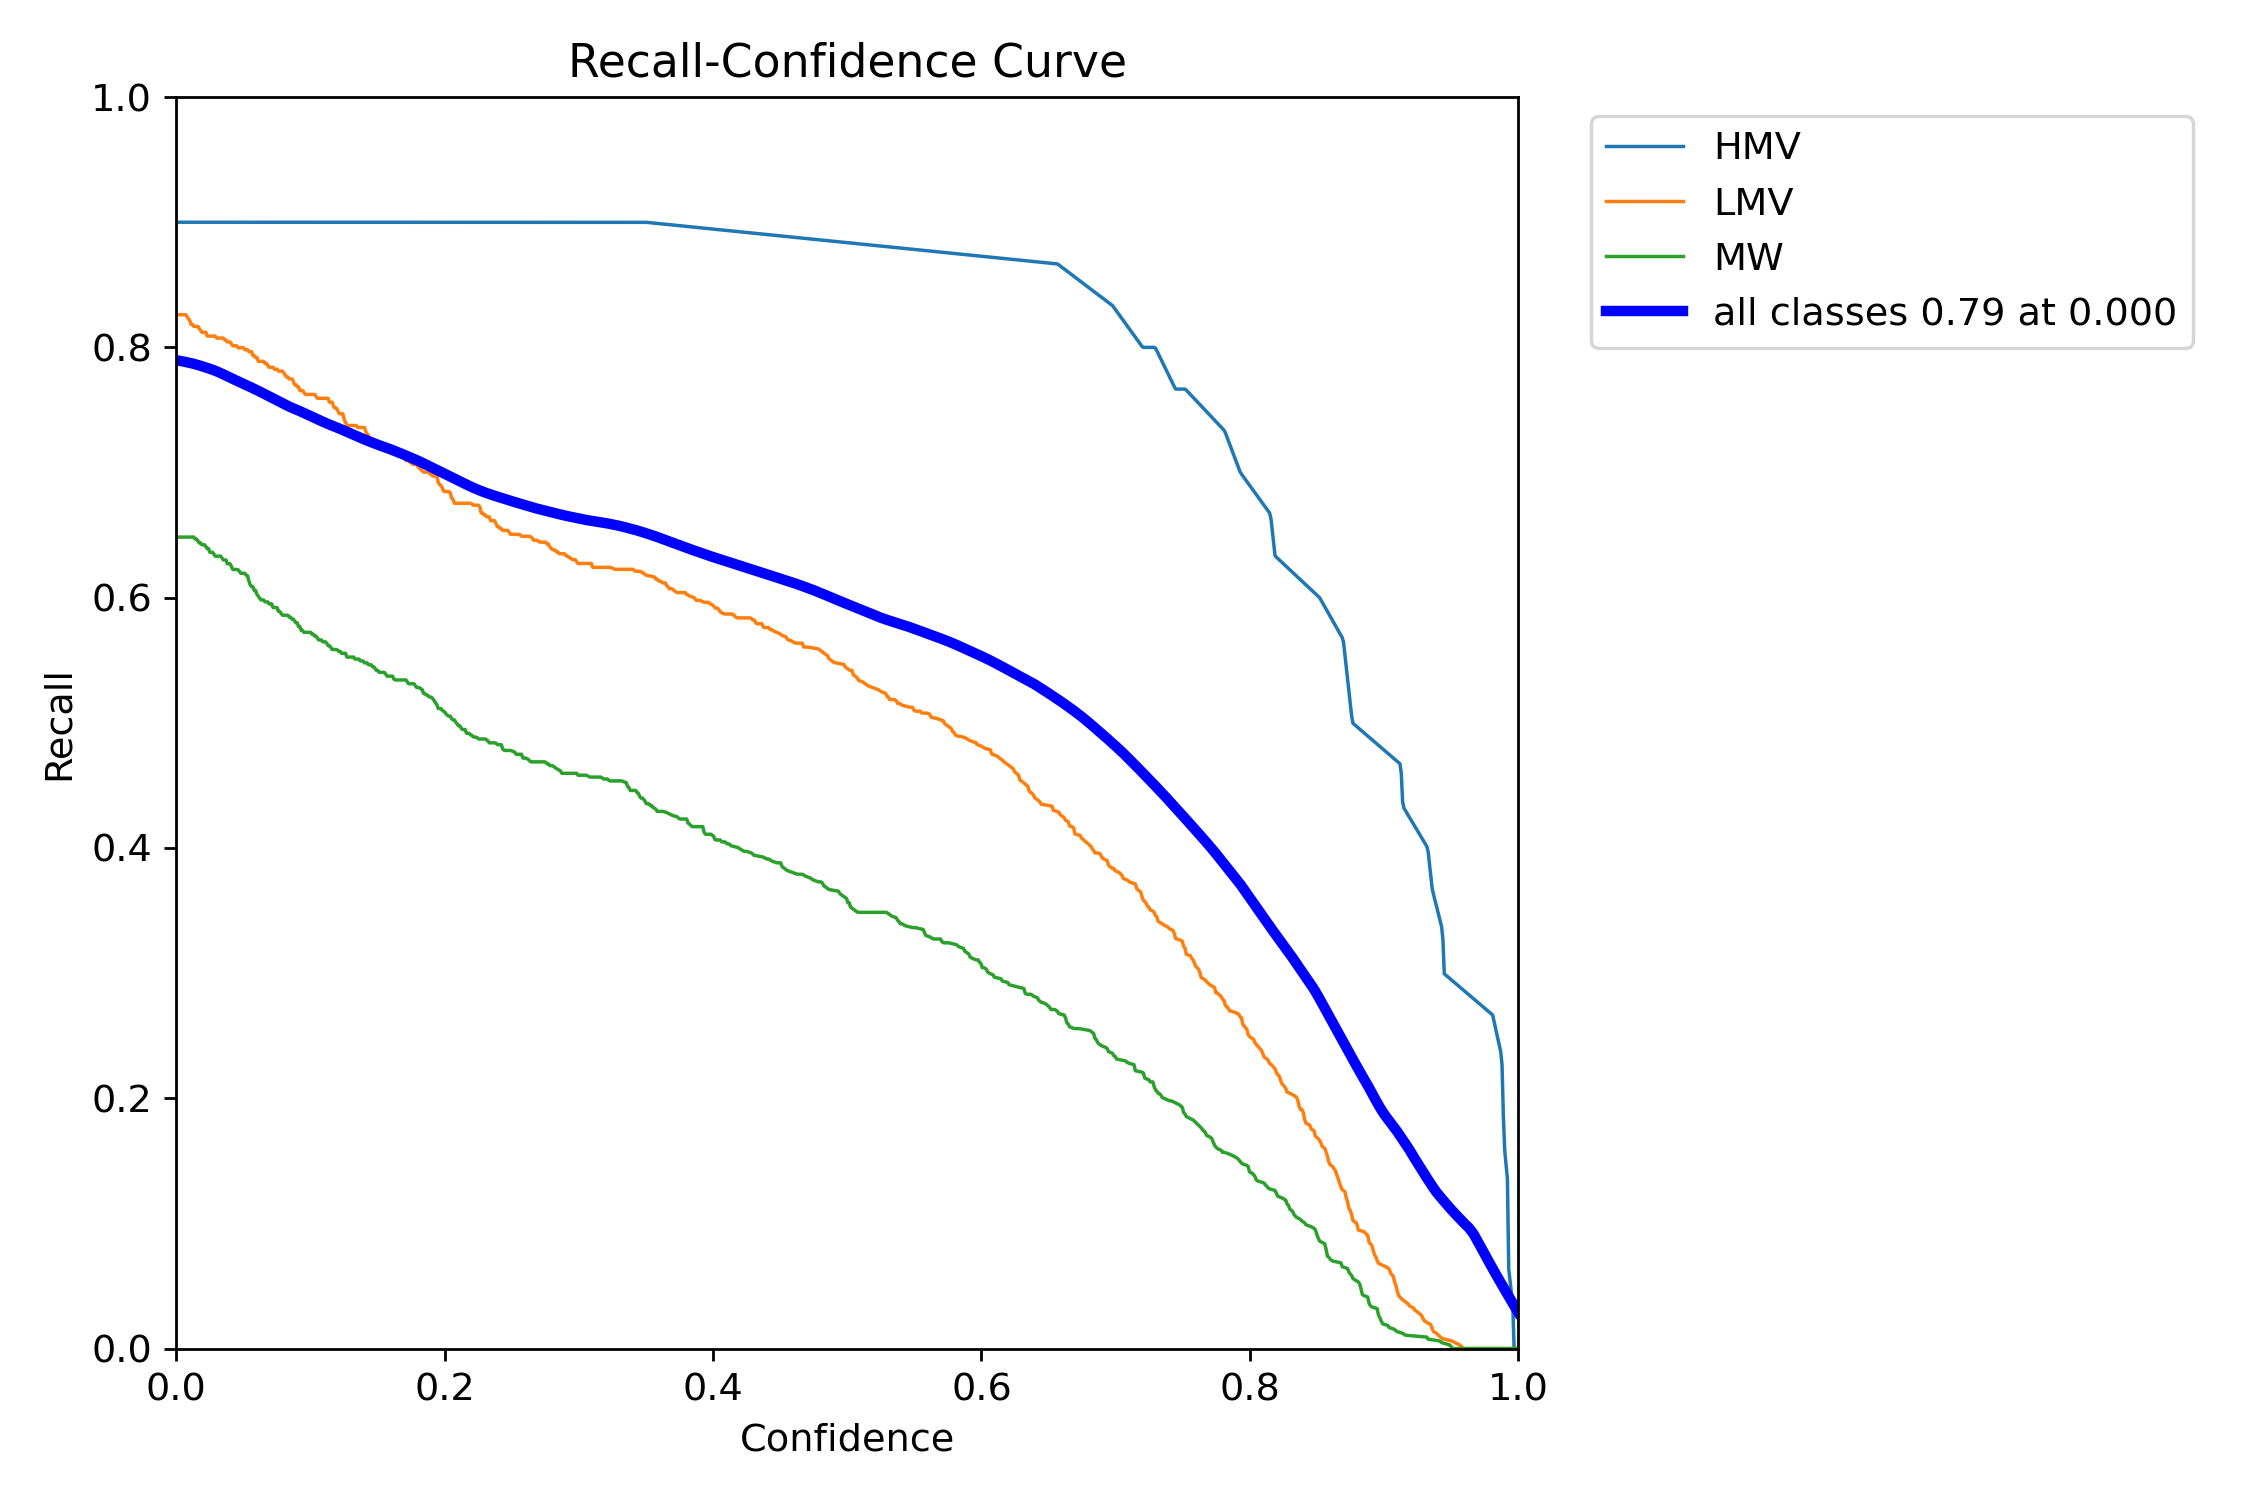 Recall-Confidence Curve
1.0
0.8
0.6
0.4
0.2
0.0
Recall
0.0 0.2 0.4 0.6 0.8 1.0
Confidence
HMV
LMV
MW
all classes 0.79 at 0.000